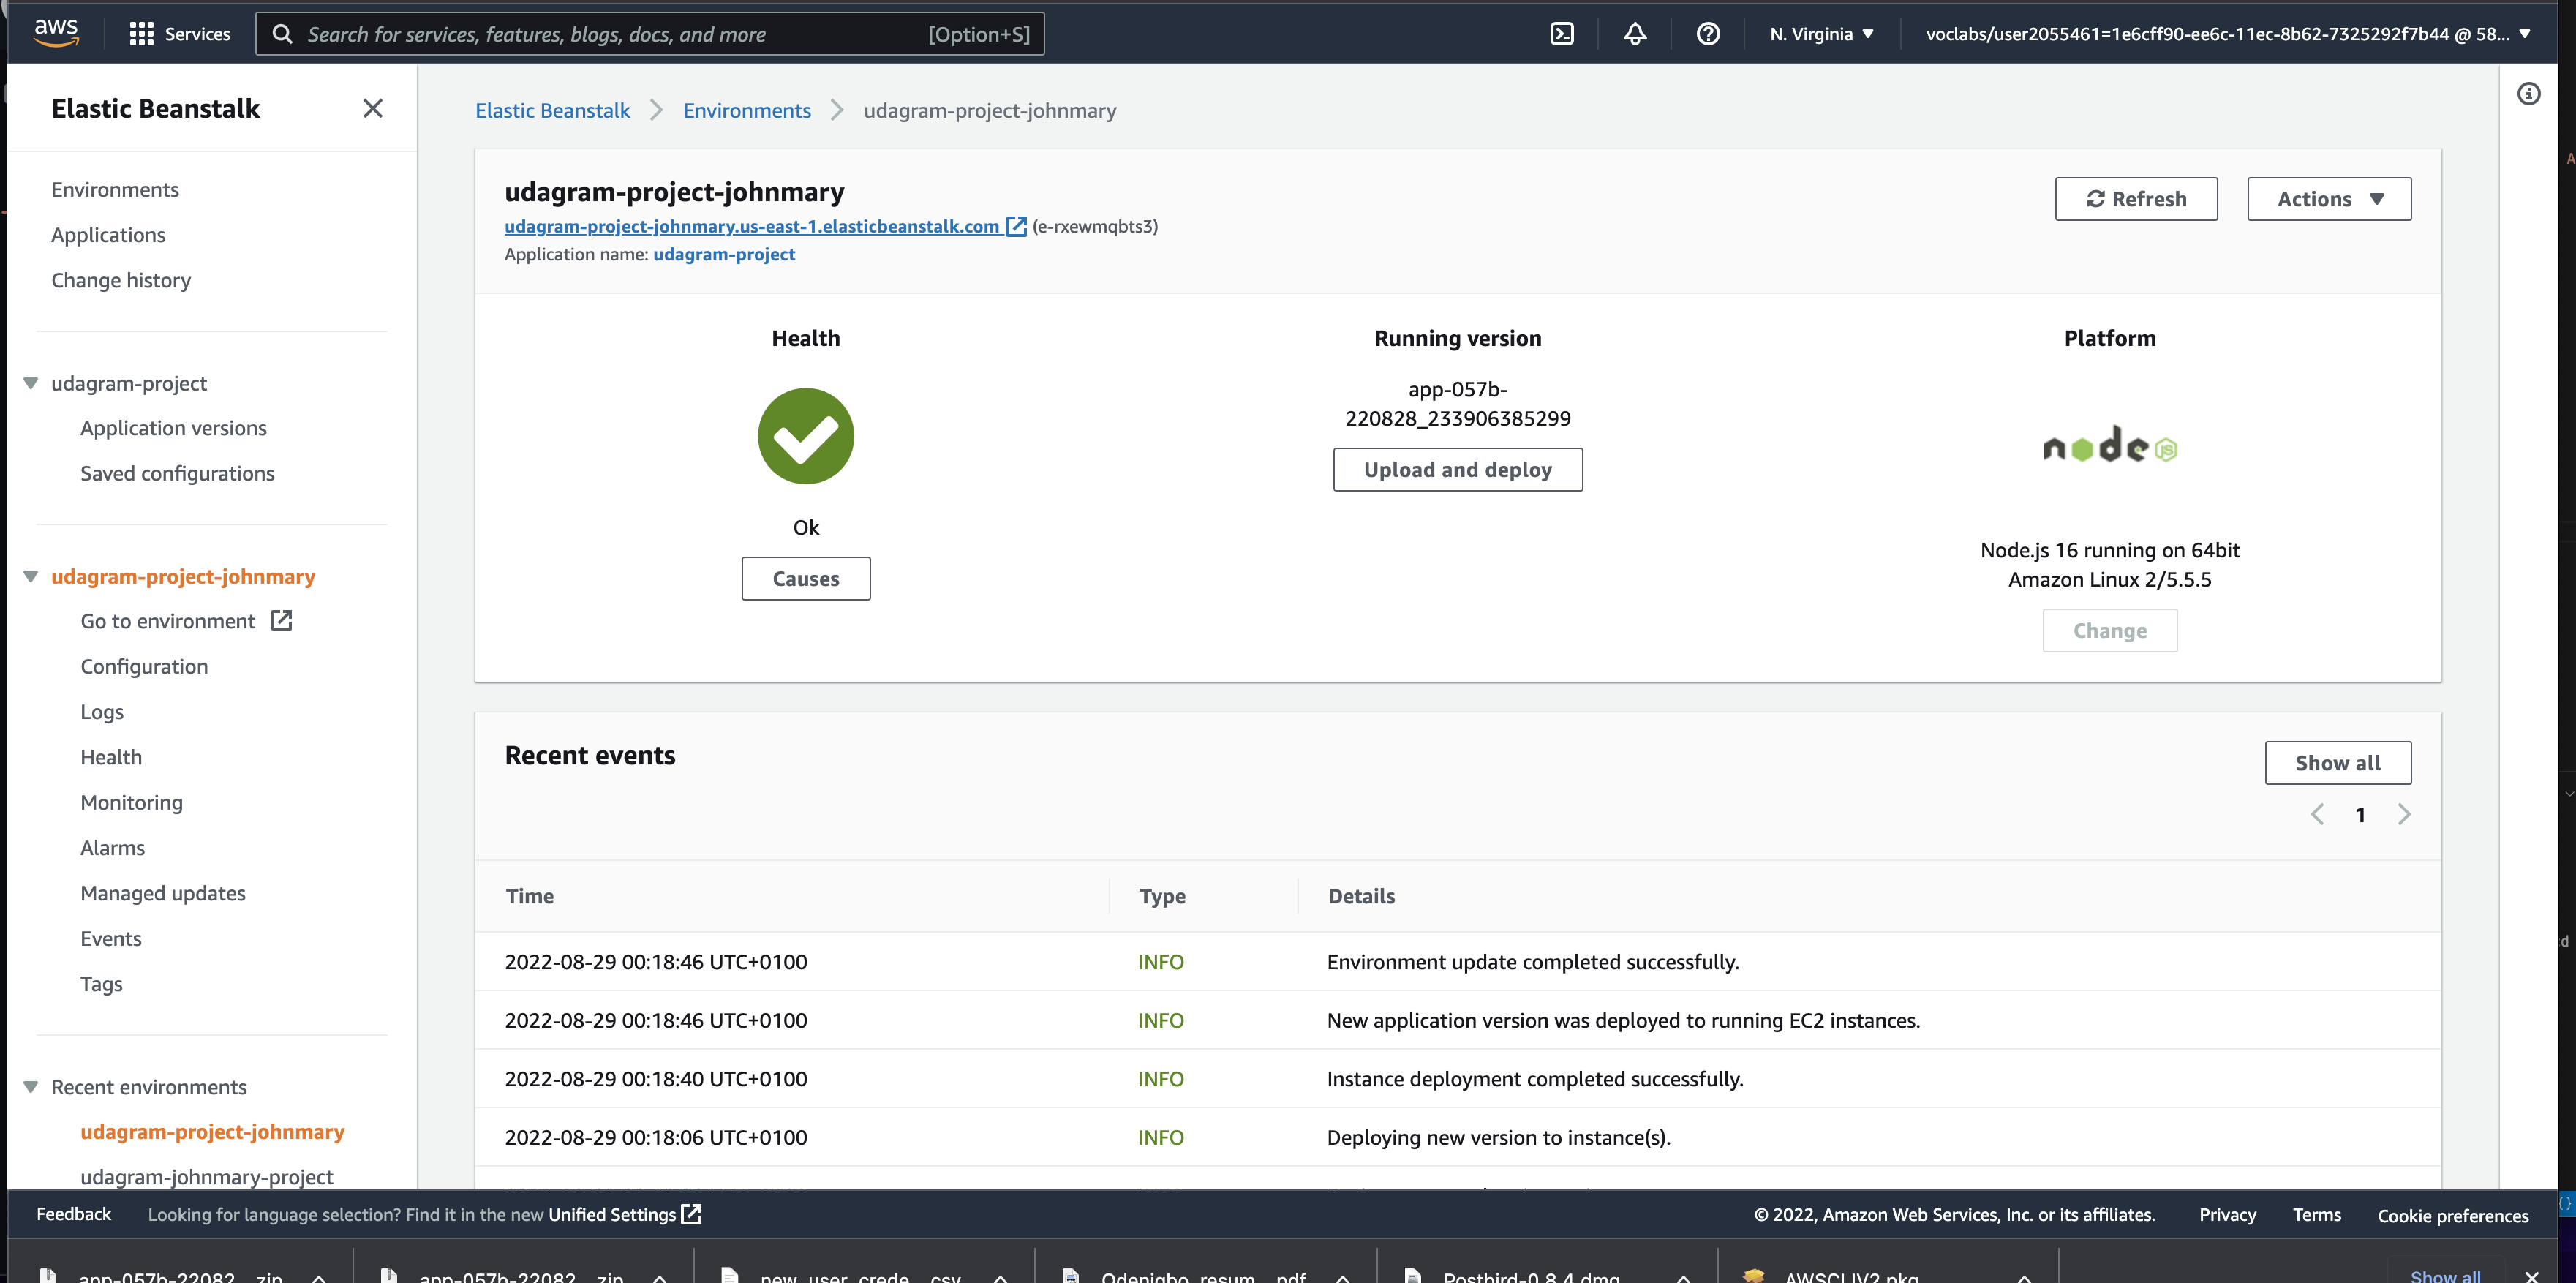 aws
Services
Search for services, features, blogs, docs, and more [Option+S]
N. Virginia
voclabs/user2055461=1e6cff90-ee6c-11ec-8b62-7325292f7b44 @ 58...
Elastic Beanstalk
Environments
Applications
Change history
udagram-project
Application versions
Saved configurations
udagram-project-johnmary
Go to environment
Configuration
Logs
Health
Monitoring
Alarms
Managed updates
Events
Tags
Recent environments
udagram-project-johnmary
udagram-johnmary-project
Elastic Beanstalk > Environments > udagram-project-johnmary
udagram-project-johnmary
udagram-project-johnmary.us-east-1.elasticbeanstalk.com (e-rxewmqbts3)
Application name: udagram-project
Refresh
Actions
Health
Ok
Causes
Running version
app-057b-
220828_233906385299
Upload and deploy
Platform
node JS
Node.js 16 running on 64bit
Amazon Linux 2/5.5.5
Change
Recent events
Show all
1
Time Type Details
2022-08-29 00:18:46 UTC+0100 INFO Environment update completed successfully.
2022-08-29 00:18:46 UTC+0100 INFO New application version was deployed to running EC2 instances.
2022-08-29 00:18:40 UTC+0100 INFO Instance deployment completed successfully.
2022-08-29 00:18:06 UTC+0100 INFO Deploying new version to instance(s).
Feedback
Looking for language selection? Find it in the new Unified Settings
© 2022, Amazon Web Services, Inc. or its affiliates.
Privacy
Terms
Cookie preferences
app-057b-22082....zip
app-057b-22082....zip
new_user_crede....csv
Odenigbo_resum....pdf
Postbird-0.8.4.dmg
AWSCLIV2.pkg
Show all